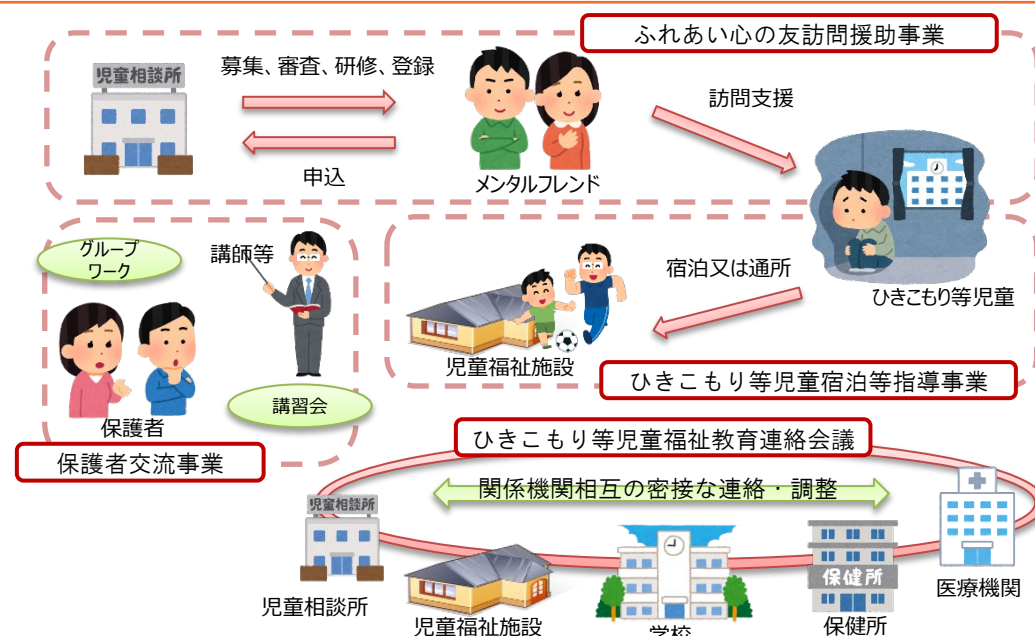 ふれあい心の友訪問援助事業
児童相談所
募集、審査、研修、登録
申込
メンタルフレンド
訪問支援
ひきこもり等児童
グループ
ワーク
講師等
保護者
講習会
保護者交流事業
宿泊又は通所
児童福祉施設
ひきこもり等児童宿泊等指導事業
ひきこもり等児童福祉教育連絡会議
関係機関相互の密接な連絡・調整
児童相談所
児童相談所
児童福祉施設
学校
保健所
保健所
医療機関